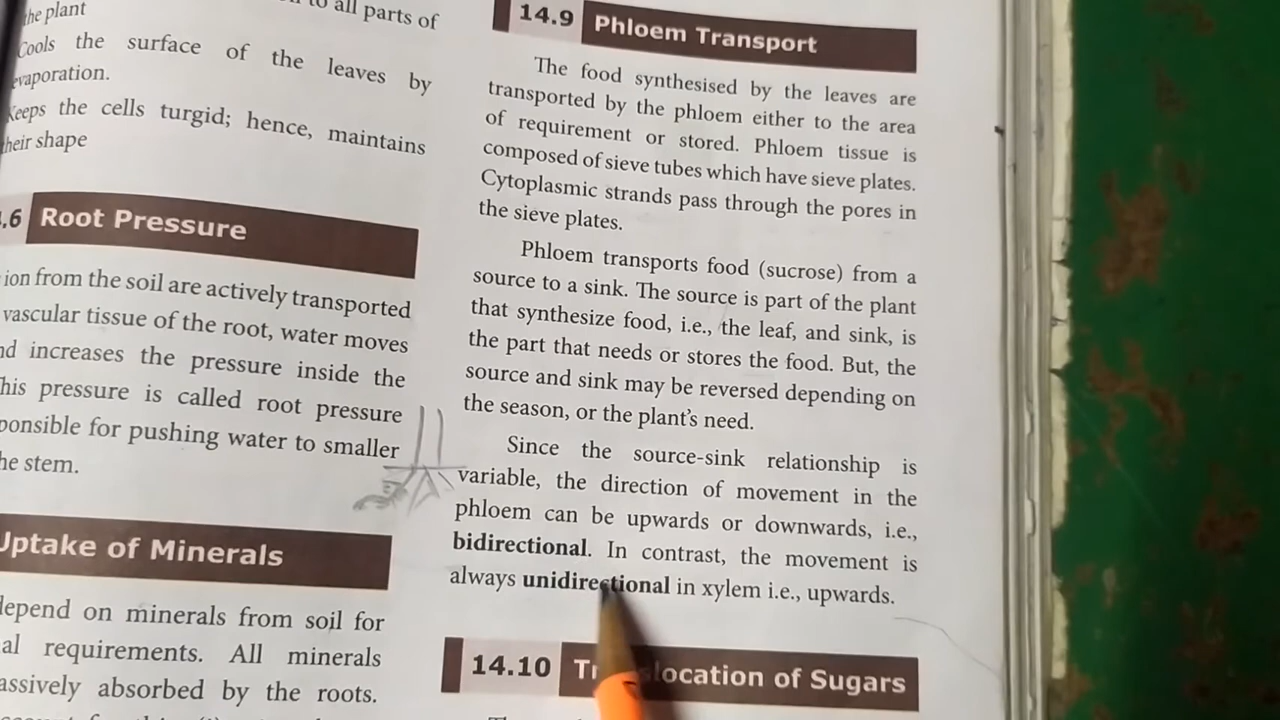 to all parts of
the plant
Cools the surface of the leaves by
evaporation.
Keeps the cells turgid; hence, maintains
their shape
.6 Root Pressure
ion from the soil are actively transported
vascular tissue of the root, water moves
nd increases the pressure inside the
This pressure is called root pressure
ponsible for pushing water to smaller
he stem.
Uptake of Minerals
depend on minerals from soil for
al requirements. All minerals
assively absorbed by the roots.
14.9 Phloem Transport
The food synthesised by the leaves are
transported by the phloem either to the area
of requirement or stored. Phloem tissue is
composed of sieve tubes which have sieve plates.
Cytoplasmic strands pass through the pores in
the sieve plates.
Phloem transports food (sucrose) from a
source to a sink. The source is part of the plant
that synthesize food, i.e., the leaf, and sink, is
the part that needs or stores the food. But, the
source and sink may be reversed depending on
the season, or the plant's need.
Since the source-sink relationship is
variable, the direction of movement in the
phloem can be upwards or downwards, i.e.,
bidirectional. In contrast, the movement is
always unidirectional in xylem i.e., upwards.
14.10 Translocation of Sugars